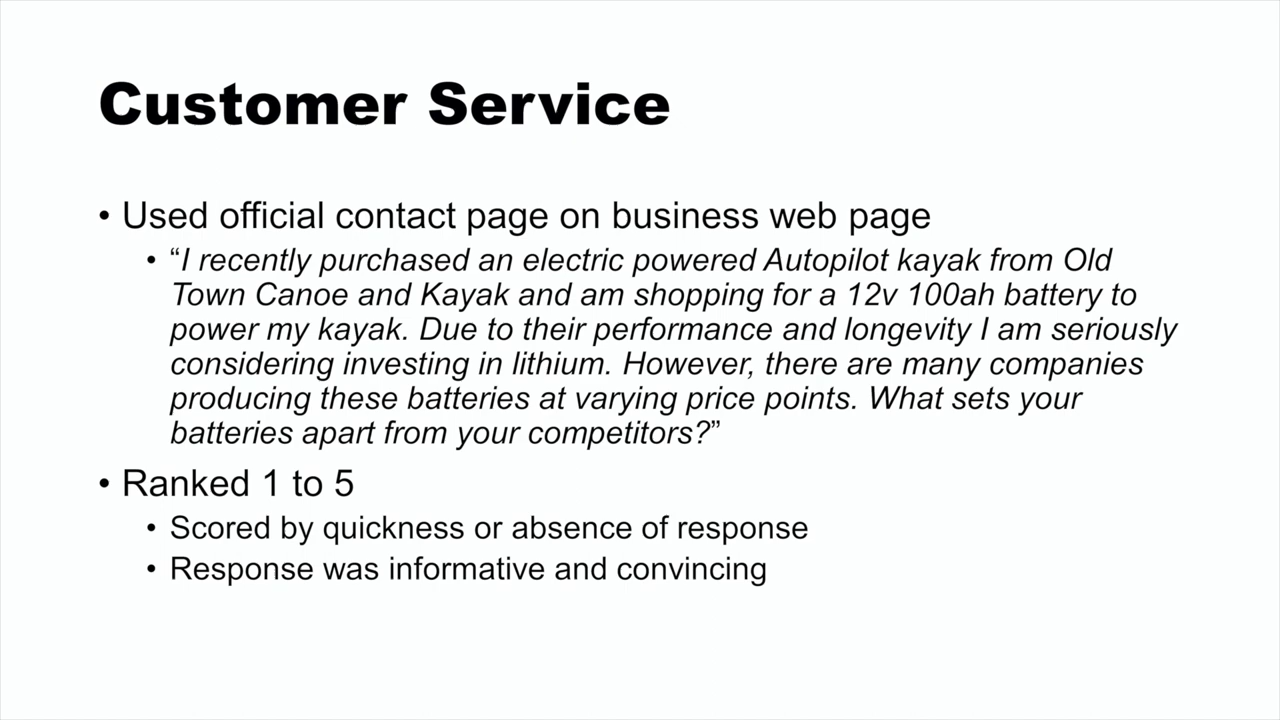 Customer Service
• Used official contact page on business web page
• “I recently purchased an electric powered Autopilot kayak from Old
Town Canoe and Kayak and am shopping for a 12v 100ah battery to
power my kayak. Due to their performance and longevity I am seriously
considering investing in lithium. However, there are many companies
producing these batteries at varying price points. What sets your
batteries apart from your competitors?”
• Ranked 1 to 5
• Scored by quickness or absence of response
• Response was informative and convincing